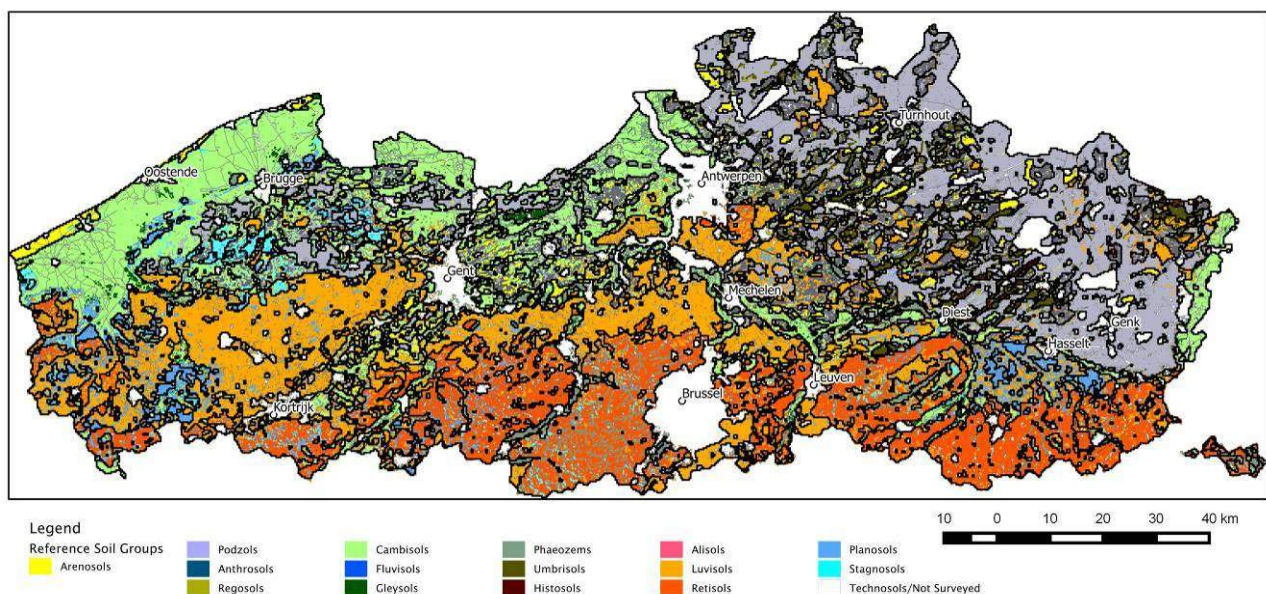 Turnhout
Oostende
Brugge
Antwerpen
Gent
Mechelen
Diest
Genk
Hasselt
Leuven
Brussel
Kortrijk
Legend
Reference Soil Groups
Arenosols
Podzols
Anthrosols
Regosols
Cambisols
Fluvisols
Gleysols
Phaeozems
Umbrisols
Histosols
Alisols
Luvisols
Retisols
Planosols
Stagnosols
Technosols/Not Surveyed
10 0 10 20 30 40 km